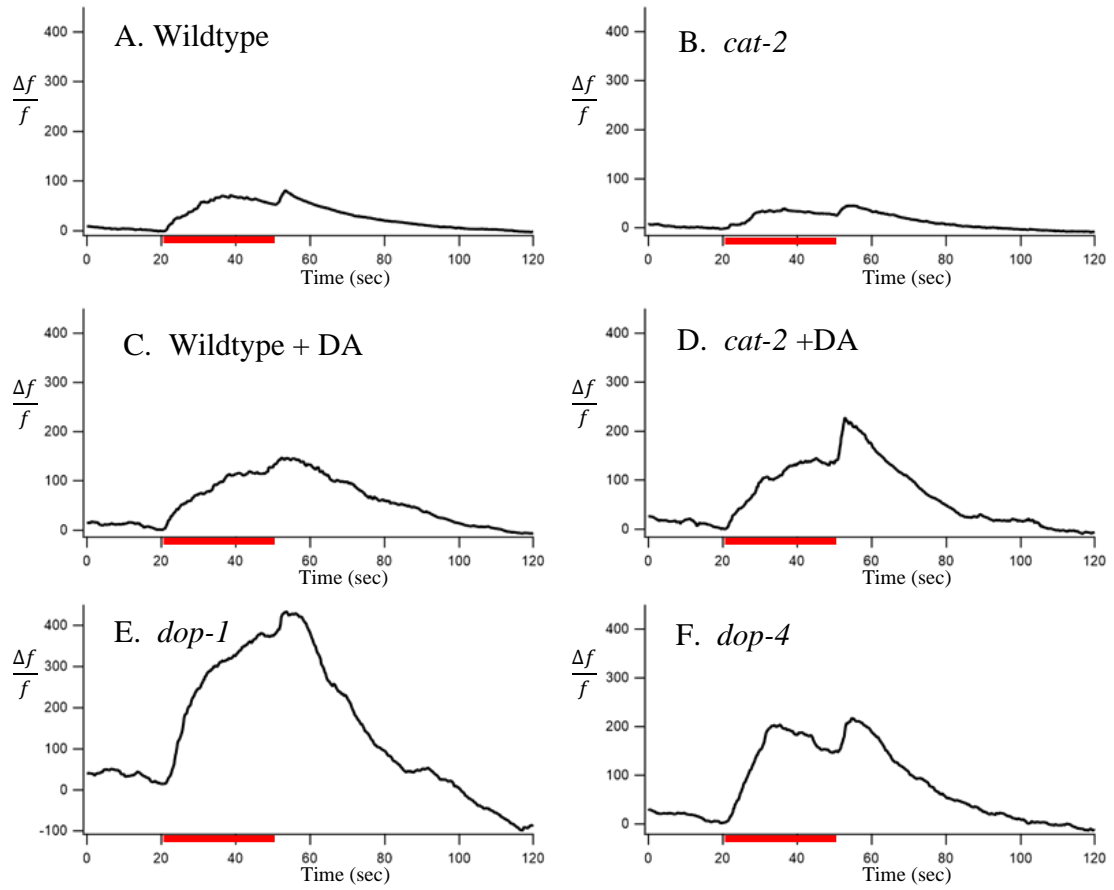 A. Wildtype
Δf
f
400
300
200
100
0
0 20 40 60 80 100 120
Time (sec)
B. cat-2
Δf
f
400
300
200
100
0
0 20 40 60 80 100 120
Time (sec)
C. Wildtype + DA
Δf
f
400
300
200
100
0
0 20 40 60 80 100 120
Time (sec)
D. cat-2 +DA
Δf
f
400
300
200
100
0
0 20 40 60 80 100 120
Time (sec)
E. dop-1
Δf
f
400
300
200
100
0
-100
0 20 40 60 80 100 120
Time (sec)
F. dop-4
Δf
f
400
300
200
100
0
0 20 40 60 80 100 120
Time (sec)